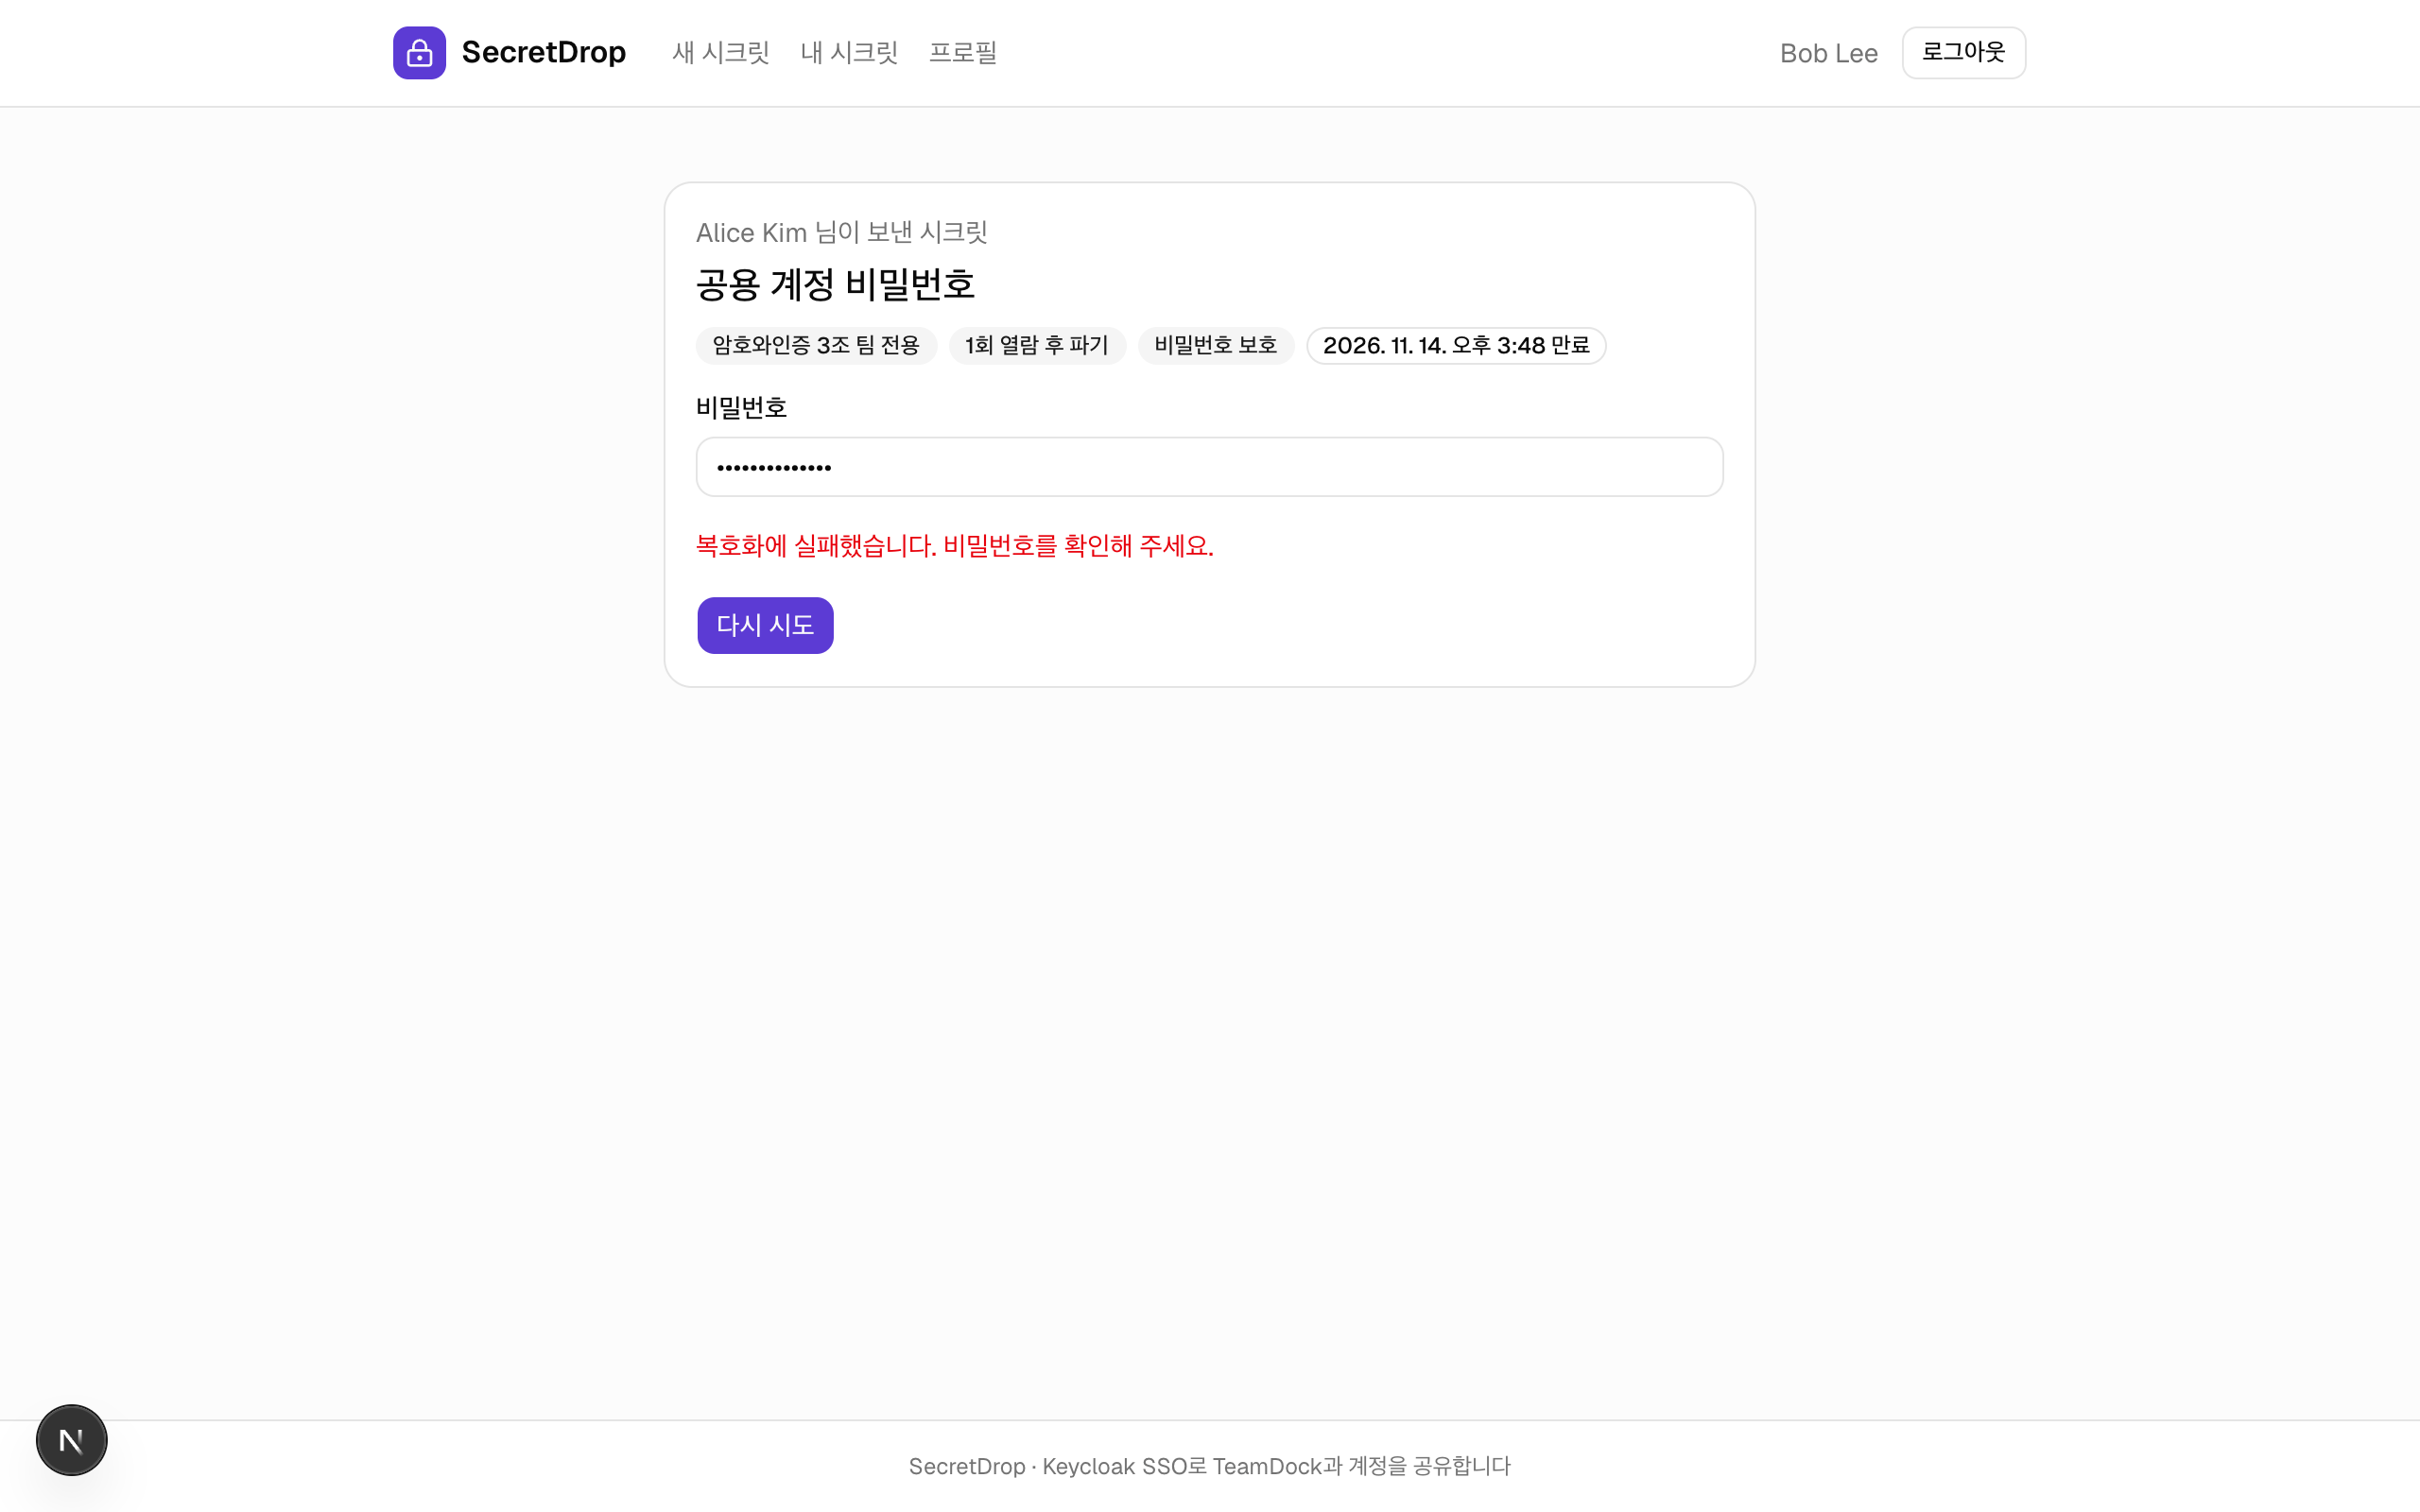 SecretDrop 새 시크릿 내 시크릿 프로필 Bob Lee 로그아웃
Alice Kim 님이 보낸 시크릿
공용 계정 비밀번호
암호와인증 3조 팀 전용 1회 열람 후 파기 비밀번호 보호 2026. 11. 14. 오후 3:48 만료
비밀번호
••••••••••••••
복호화에 실패했습니다. 비밀번호를 확인해 주세요.
다시 시도
N
SecretDrop · Keycloak SSO로 TeamDock과 계정을 공유합니다